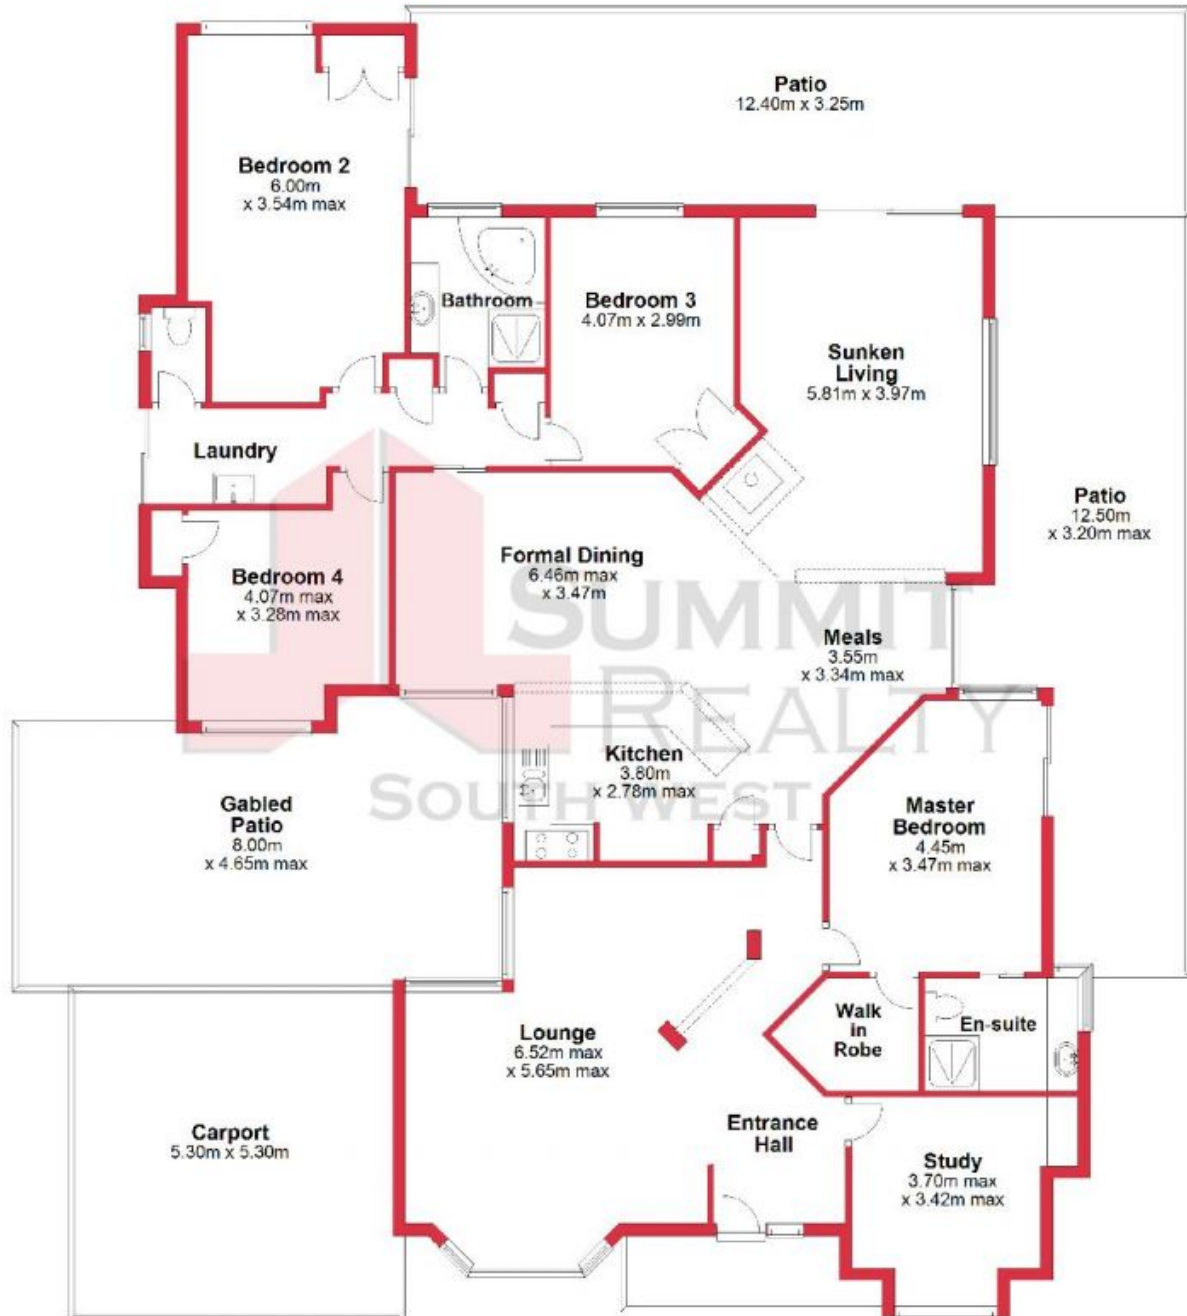 Patio
12.40m x 3.25m
Bedroom 2
6.00m
x 3.54m max
Bathroom
Bedroom 3
4.07m x 2.99m
Sunken
Living
5.81m x 3.97m
Laundry
Patio
12.50m
x 3.20m max
Formal Dining
6.46m max
x 3.47m
Bedroom 4
4.07m max
x 3.28m max
Meals
3.55m
x 3.34m max
SUMMIT
REALTY
SOUTH WEST
Kitchen
3.80m
x 2.78m max
Gabled
Patio
8.00m
x 4.65m max
Master
Bedroom
4.45m
x 3.47m max
Lounge
6.52m max
x 5.65m max
Walk
in
Robe
En-suite
Carport
5.30m x 5.30m
Entrance
Hall
Study
3.70m max
x 3.42m max